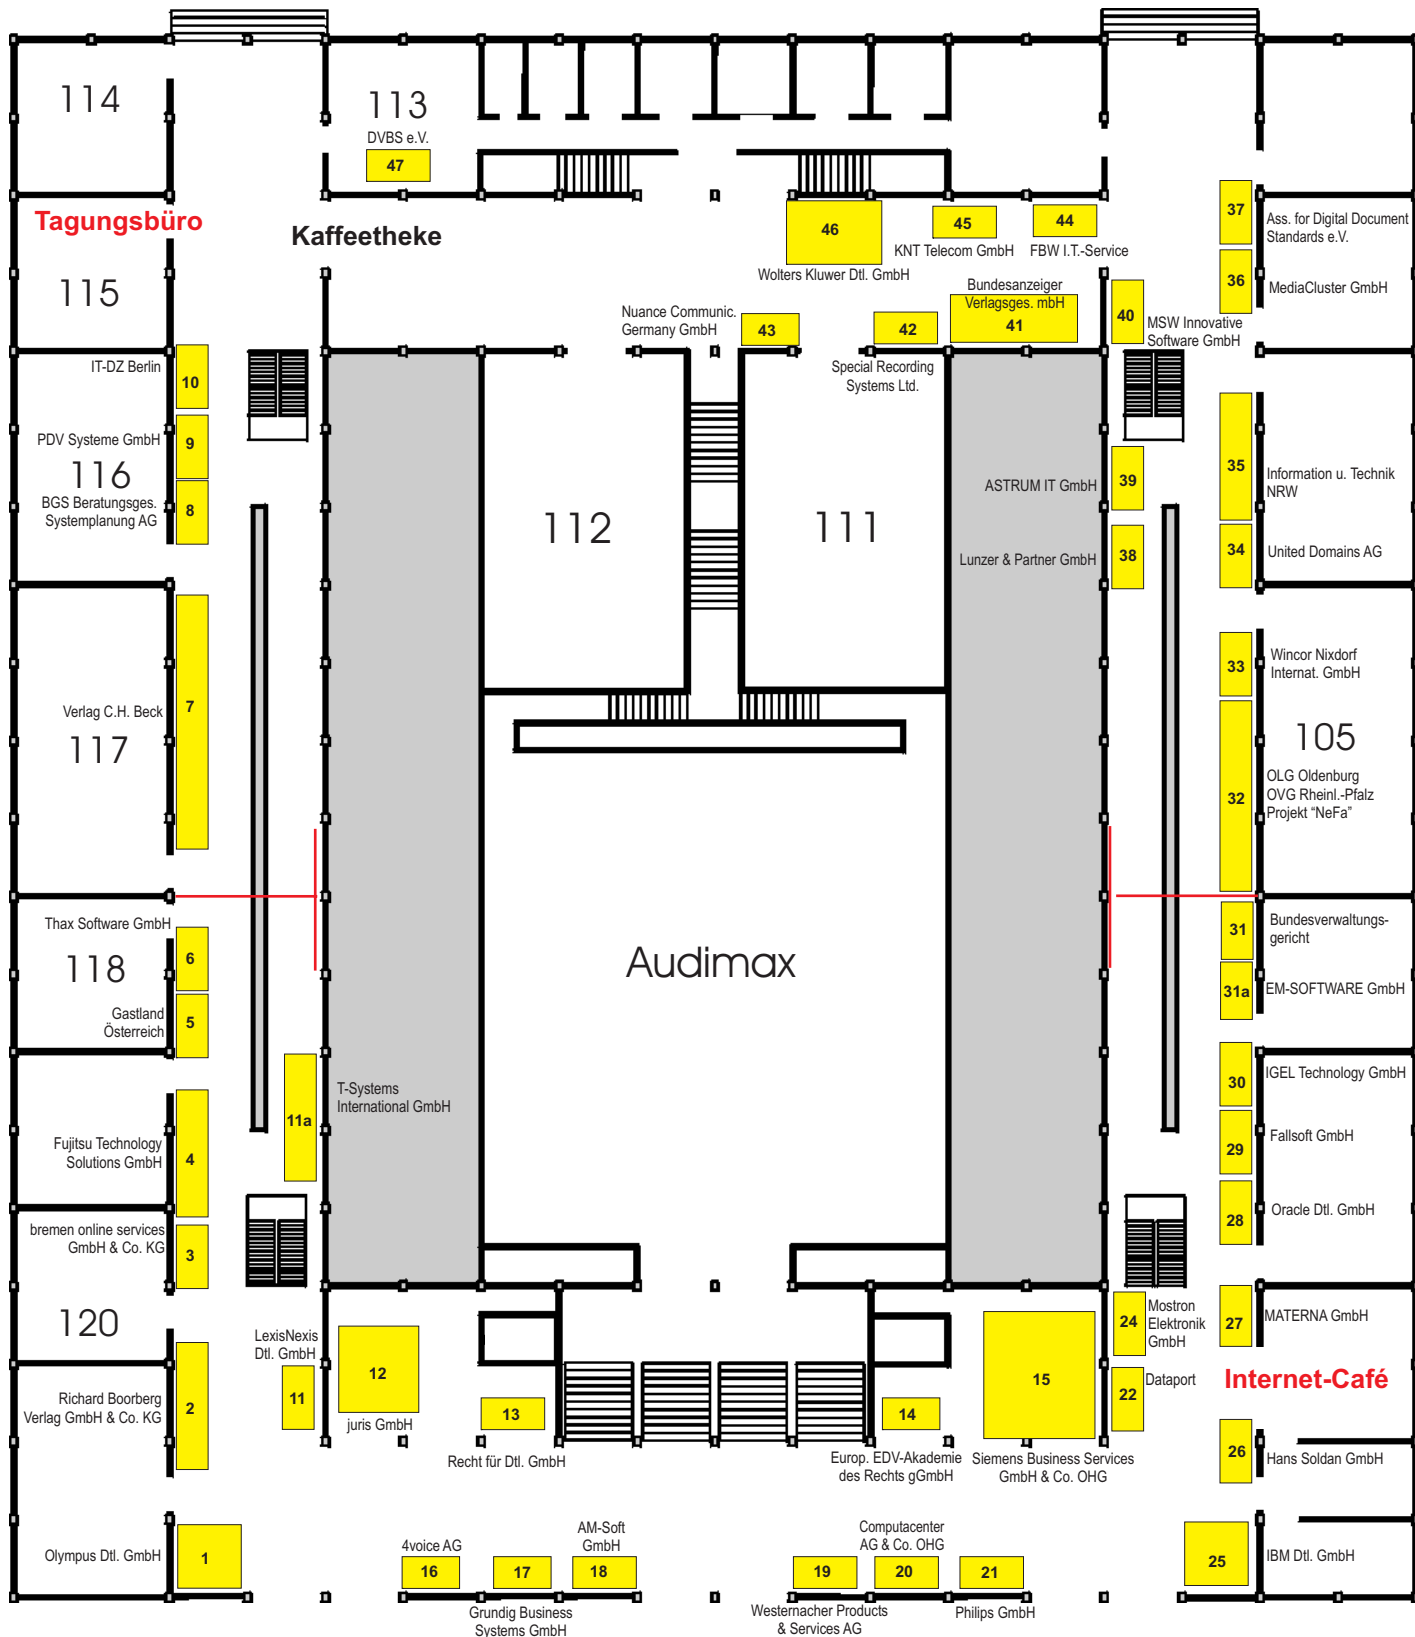 114
113
DVBS e.V.
47
Tagungsbüro
Kaffeetheke
46
Wolters Kluwer Dtl. GmbH
45
KNT Telecom GmbH
44
FBW I.T.-Service
37
Ass. for Digital Document
Standards e.V.
36
MediaCluster GmbH
115
Nuance Communic.
Germany GmbH
43
42
Special Recording
Systems Ltd.
Bundesanzeiger
Verlagsges. mbH
41
40
MSW Innovative
Software GmbH
IT-DZ Berlin
10
PDV Systeme GmbH
9
116
BGS Beratungsges.
Systemplanung AG
8
112
111
ASTRUM IT GmbH
39
Lunzer & Partner GmbH
38
35
Information u. Technik
NRW
34
United Domains AG
33
Wincor Nixdorf
Internat. GmbH
Verlag C.H. Beck
7
117
105
32
OLG Oldenburg
OVG Rheinl.-Pfalz
Projekt “NeFa”
Thax Software GmbH
6
118
Gastland
Österreich
5
Audimax
31
Bundesverwaltungs-
gericht
31a
EM-SOFTWARE GmbH
T-Systems
International GmbH
11a
Fujitsu Technology
Solutions GmbH
4
30
IGEL Technology GmbH
29
Fallsoft GmbH
28
Oracle Dtl. GmbH
bremen online services
GmbH & Co. KG
3
120
LexisNexis
Dtl. GmbH
11
12
juris GmbH
13
Recht für Dtl. GmbH
14
Europ. EDV-Akademie
des Rechts gGmbH
15
Siemens Business Services
GmbH & Co. OHG
24
Mostron
Elektronik
GmbH
22
Dataport
27
MATERNA GmbH
Internet-Café
26
Hans Soldan GmbH
Richard Boorberg
Verlag GmbH & Co. KG
2
Olympus Dtl. GmbH
1
4voice AG
16
17
Grundig Business
Systems GmbH
AM-Soft
GmbH
18
19
Westernacher Products
& Services AG
Computacenter
AG & Co. OHG
20
21
Philips GmbH
25
IBM Dtl. GmbH